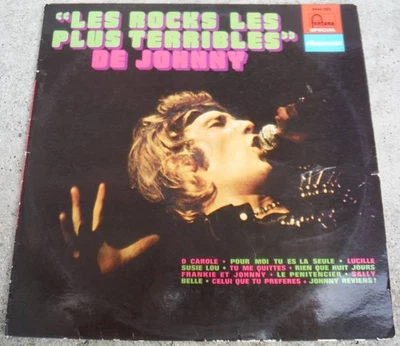 “LES ROCKS LES
PLUS TERRIBLES”
DE JOHNNY
fontana
SPECIAL
O CAROLE • POUR MOI TU ES LA SEULE • LUCILLE
SUSIE LOU • TU ME QUITTES • RIEN QUE HUIT JOURS
FRANKIE ET JOHNNY • LE PENITENCIER • SALLY
BELLE • CELUI QUE TU PREFERES • JOHNNY REVIENS!